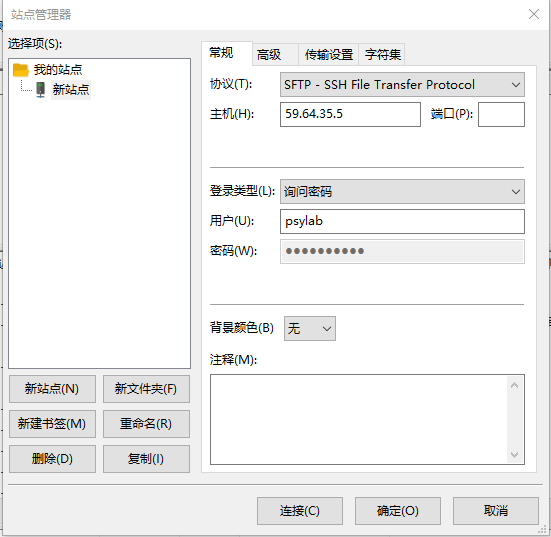 站点管理器
选择项(S):
我的站点
新站点
新站点(N) 新文件夹(F)
新建书签(M) 重命名(R)
删除(D) 复制(I)
常规 高级 传输设置 字符集
协议(T): SFTP - SSH File Transfer Protocol
主机(H): 59.64.35.5 端口(P):
登录类型(L): 询问密码
用户(U): psylab
密码(W): ●●●●●●●●●●
背景颜色(B) 无
注释(M):
连接(C) 确定(O) 取消